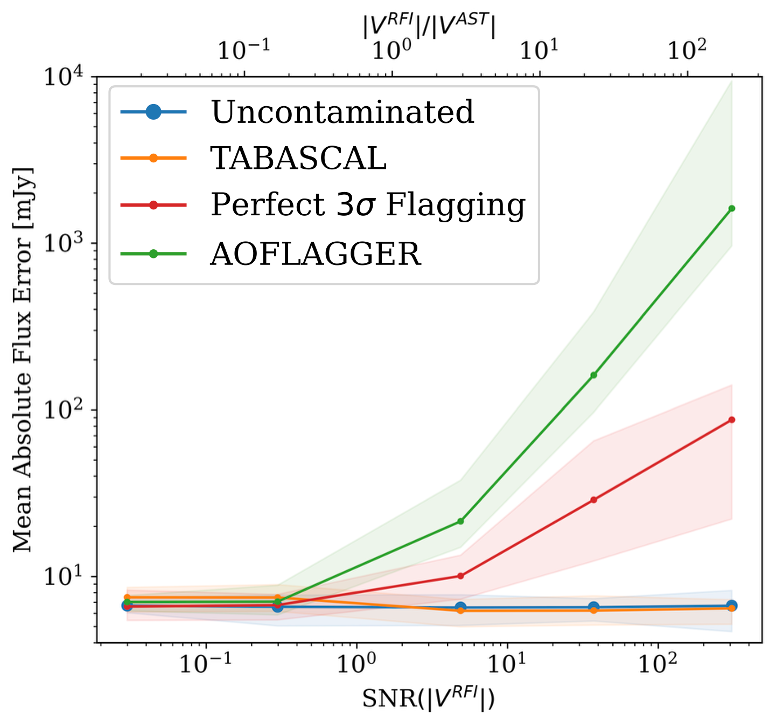 |V^{RFI}|/|V^{AST}|
10^{-1} 10^{0} 10^{1} 10^{2}
10^{4}
10^{3}
10^{2}
10^{1}
Mean Absolute Flux Error [mJy]
Uncontaminated
TABASCAL
Perfect 3σ Flagging
AOFLAGGER
10^{-1} 10^{0} 10^{1} 10^{2}
SNR(|V^{RFI}|)